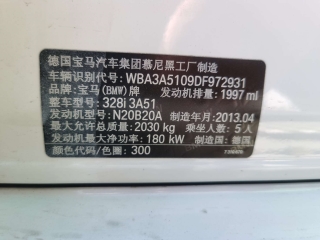 德国宝马汽车集团慕尼黑工厂制造
车辆识别代号: WBA3A5109DF972931
品牌: 宝马(BMW)牌 发动机排量: 1997 ml
整车型号: 328i 3A51
发动机型号: N20B20A 制造年月: 2013.04
最大允许总质量: 2030 kg 乘坐人数: 5 人
发动机最大净功率: 180 kW 制造国: 德国
颜色代码/色圈: 300